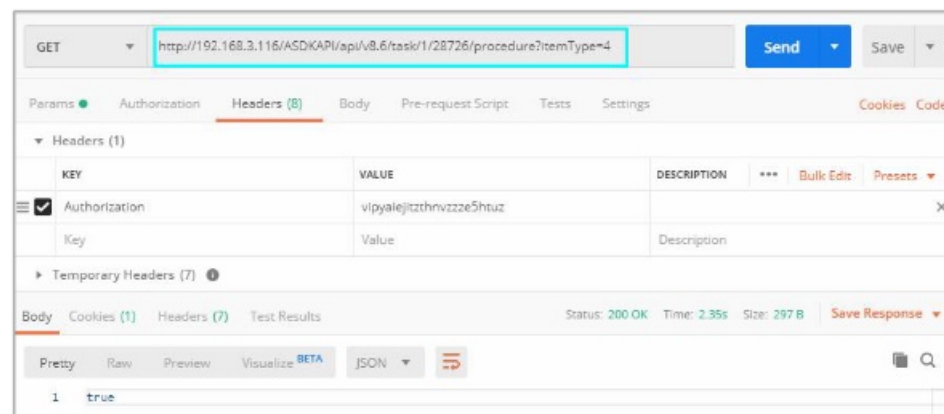 GET http://192.168.3.116/ASDKAPI/api/v8.6/task/1/28726/procedure?itemType=4 Send Save
Params Authorization Headers (8) Body Pre-request Script Tests Settings Cookies Code
Headers (1)
KEY VALUE DESCRIPTION Bulk Edit Presets
Authorization vipyaiejitzthnvzzze5htuz
Key Value Description
Temporary Headers (7)
Body Cookies (1) Headers (7) Test Results Status: 200 OK Time: 2.35s Size: 297 B Save Response
Pretty Raw Preview Visualize BETA JSON
1 true